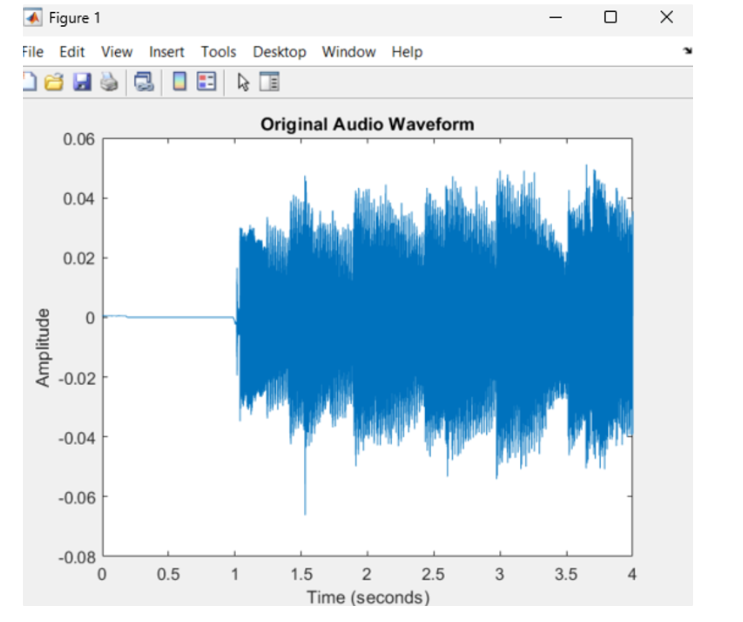 Figure 1
File Edit View Insert Tools Desktop Window Help
Original Audio Waveform
0.06
0.04
0.02
0
-0.02
-0.04
-0.06
-0.08
Amplitude
0 0.5 1 1.5 2 2.5 3 3.5 4
Time (seconds)